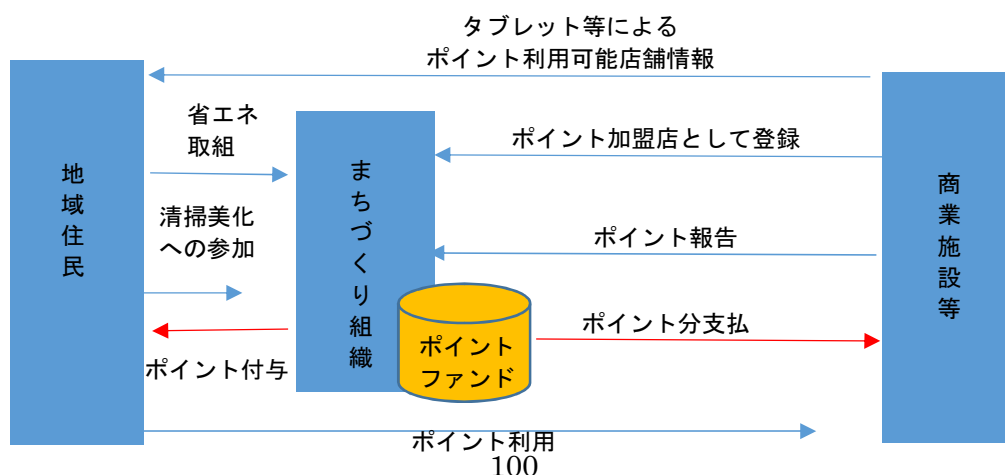 タブレット等による
ポイント利用可能店舗情報
地域住民
省エネ
取組
まちづくり組織
ポイント加盟店として登録
商業施設等
清掃美化
への参加
ポイント報告
ポイント分支払
ポイント
ファンド
ポイント付与
ポイント利用
100